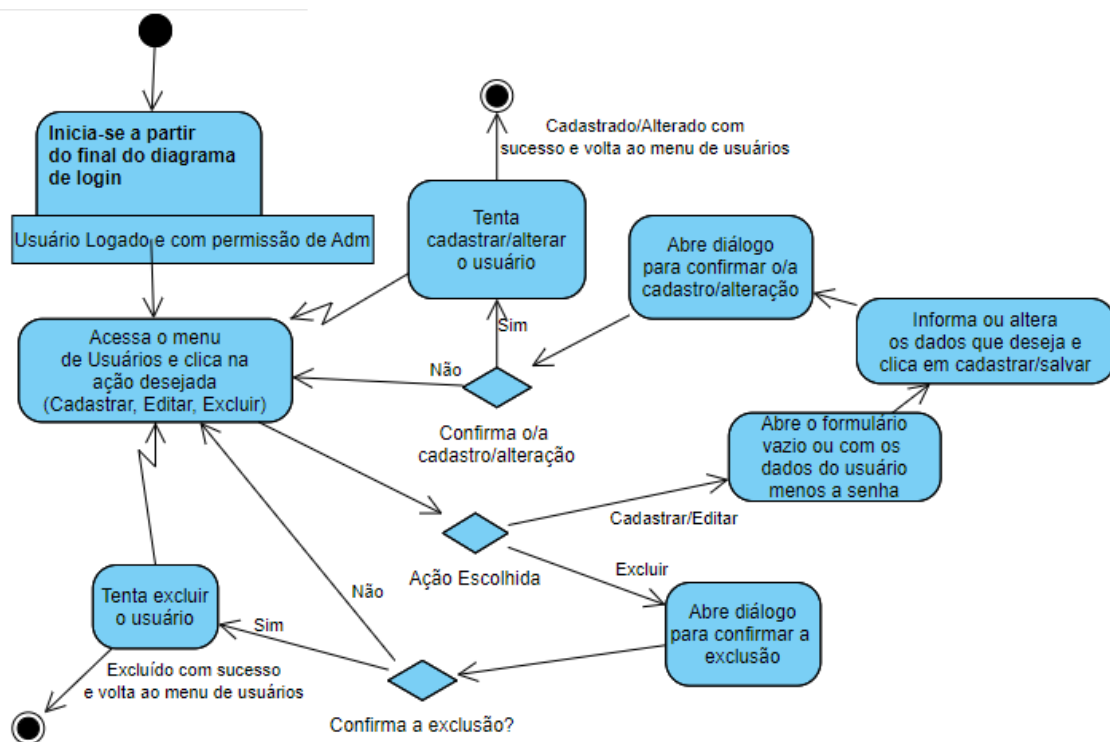 Inicia-se a partir
do final do diagrama
de login
Usuário Logado e com permissão de Adm
Cadastrado/Alterado com
sucesso e volta ao menu de usuários
Tenta
cadastrar/alterar
o usuário
Abre diálogo
para confirmar o/a
cadastro/alteração
Informa ou altera
os dados que deseja e
clica em cadastrar/salvar
Sim
Acessa o menu
de Usuários e clica na
ação desejada
(Cadastrar, Editar, Excluir)
Não
Confirma o/a
cadastro/alteração
Abre o formulário
vazio ou com os
dados do usuário
menos a senha
Cadastrar/Editar
Ação Escolhida
Excluir
Abre diálogo
para confirmar a
exclusão
Não
Sim
Tenta excluir
o usuário
Excluído com sucesso
e volta ao menu de usuários
Confirma a exclusão?